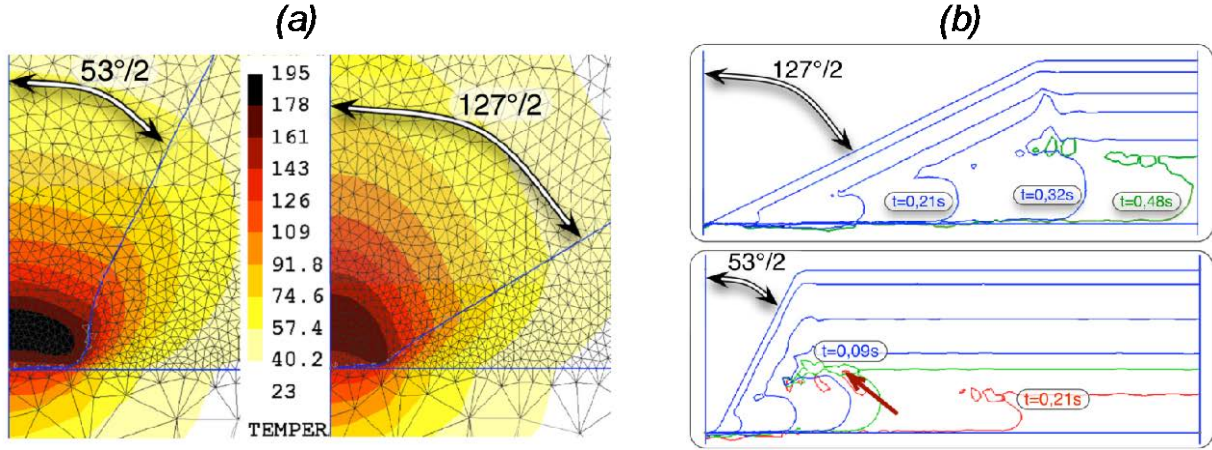 (a)
53°/2
195
178
161
143
126
109
91.8
74.6
57.4
40.2
23
TEMPER
127°/2
(b)
127°/2
t=0,21s
t=0,32s
t=0,48s
53°/2
t=0,09s
t=0,21s